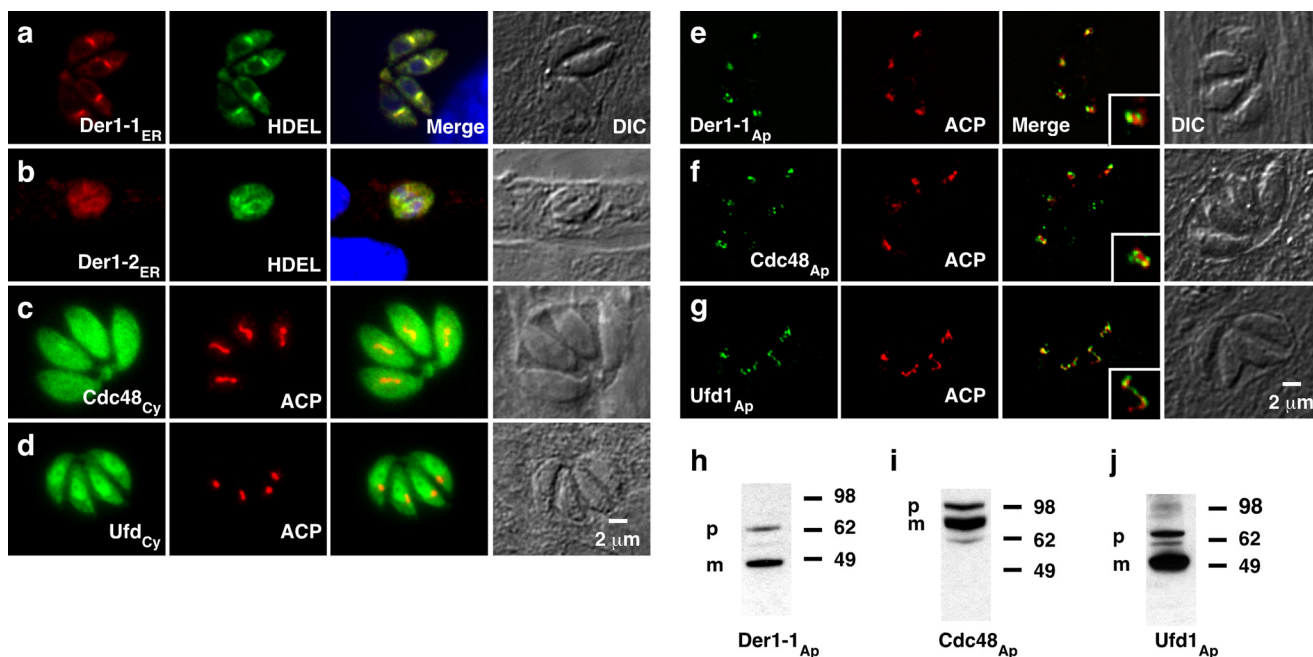 a
Der1-1ER
HDEL
Merge
DIC
b
Der1-2ER
HDEL
c
Cdc48Cy
ACP
d
UfdCy
ACP
2 µm
e
Der1-1Ap
ACP
Merge
DIC
f
Cdc48Ap
ACP
g
Ufd1Ap
ACP
2 µm
h
p
m
98
62
49
Der1-1Ap
i
p
m
98
62
49
Cdc48Ap
j
p
m
98
62
49
Ufd1Ap